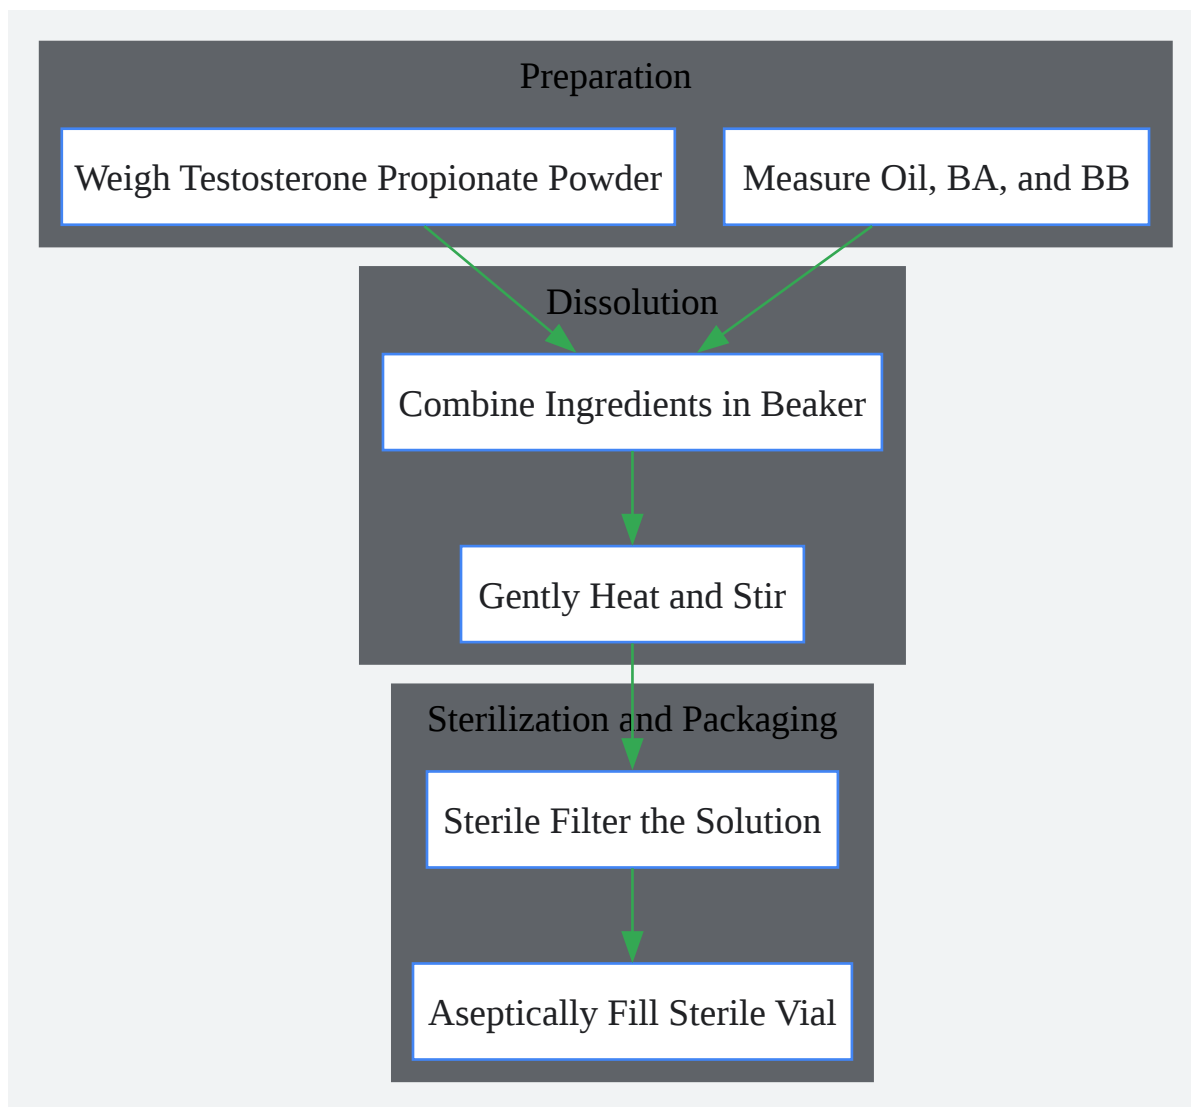 Preparation
Weigh Testosterone Propionate Powder
Measure Oil, BA, and BB
Dissolution
Combine Ingredients in Beaker
Gently Heat and Stir
Sterilization and Packaging
Sterile Filter the Solution
Aseptically Fill Sterile Vial